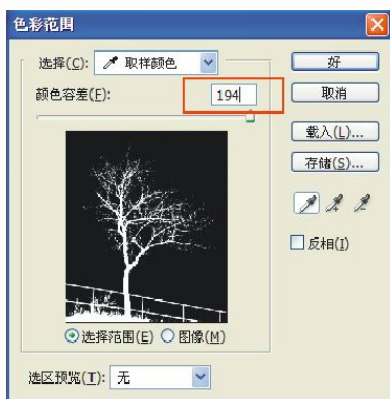 色彩范围
选择(C): 取样颜色
好
颜色容差(F): 194
取消
载入(L)...
存储(S)...
反相(I)
选择范围(E) 图像(M)
选区预览(T): 无